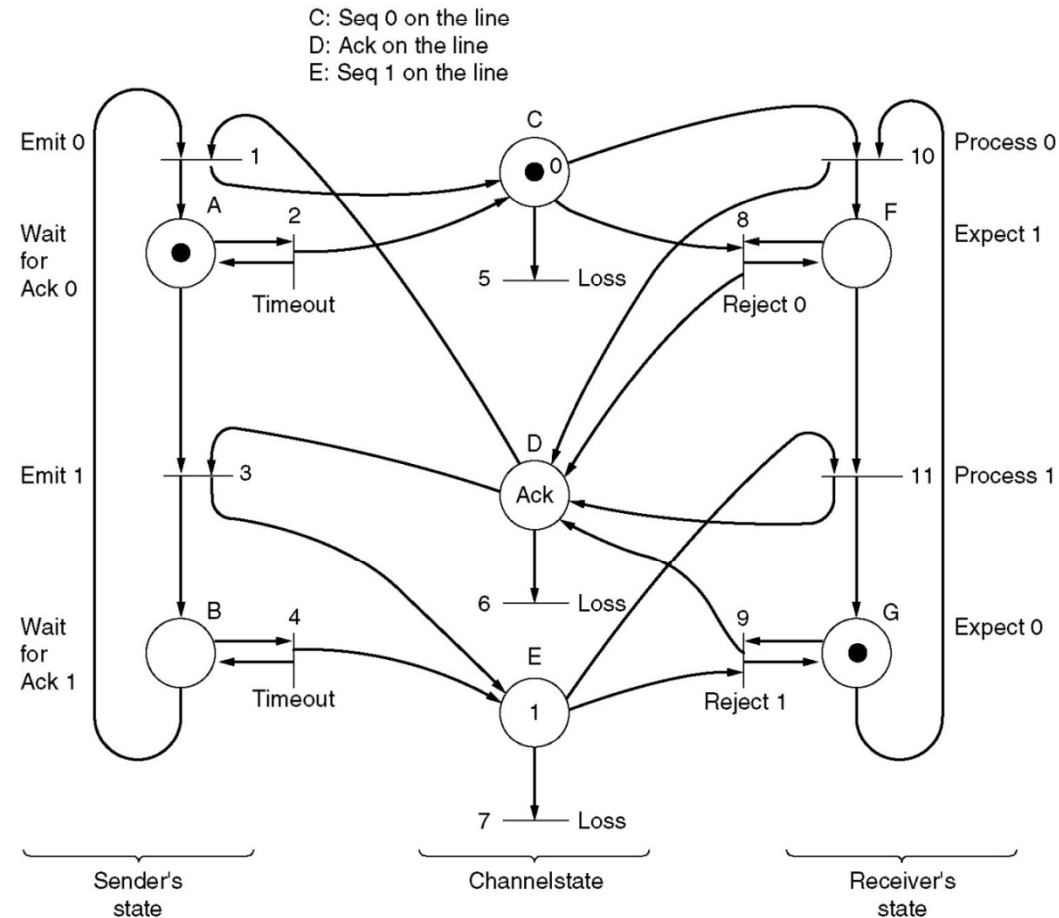 C: Seq 0 on the line
D: Ack on the line
E: Seq 1 on the line
C
Emit 0
1
0
10
Process 0
A
2
8
F
Wait
for
Ack 0
Expect 1
5
Loss
Timeout
Reject 0
D
Emit 1
3
Ack
11
Process 1
B
4
6
Loss
9
G
Wait
for
Ack 1
E
Expect 0
Timeout
1
Reject 1
7
Loss
Sender's
state
Channelstate
Receiver's
state